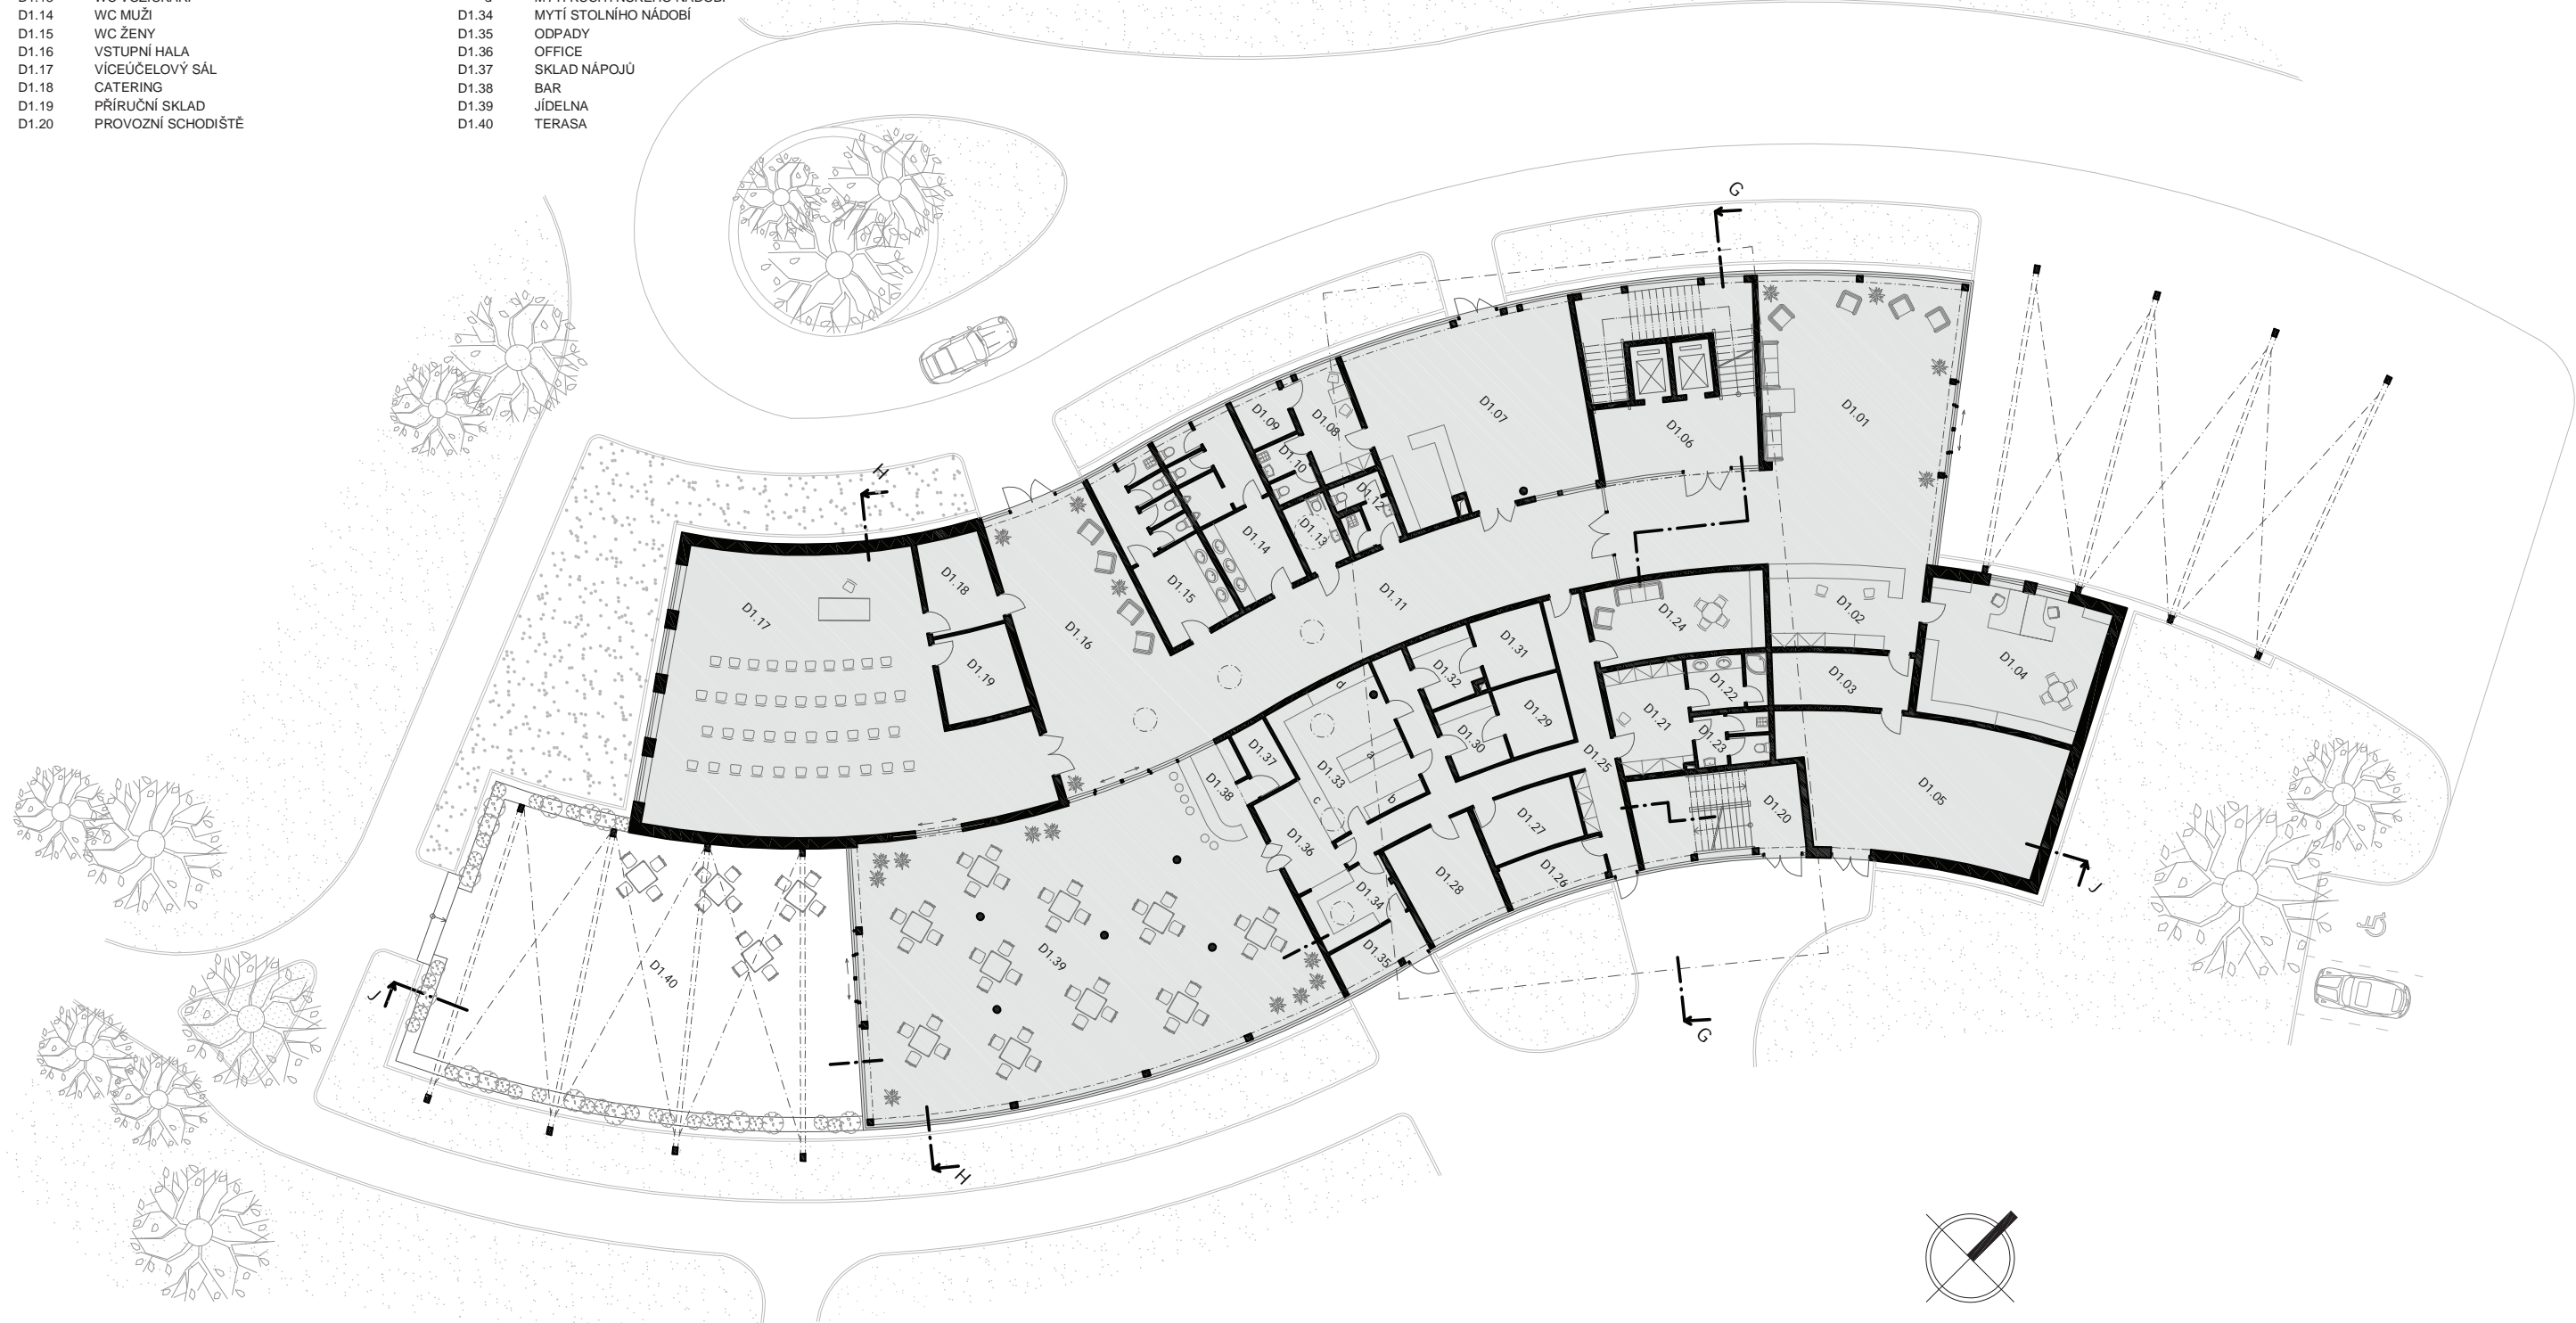 D1.14 WC MUŽI
D1.15 WC ŽENY
D1.16 VSTUPNÍ HALA
D1.17 VÍCEÚČELOVÝ SÁL
D1.18 CATERING
D1.19 PŘÍRUČNÍ SKLAD
D1.20 PROVOZNÍ SCHODIŠTĚ
D1.34 MYTÍ STOLNÍHO NÁDOBÍ
D1.35 ODPADY
D1.36 OFFICE
D1.37 SKLAD NÁPOJŮ
D1.38 BAR
D1.39 JÍDELNA
D1.40 TERASA
G
D1.07
D1.01
D1.09
D1.08
D1.06
H
D1.10
D1.12
D1.13
D1.14
D1.18
D1.15
D1.11
D1.17
D1.16
D1.24
D1.02
D1.31
D1.32
D1.19
d
D1.03
D1.04
D1.22
D1.29
D1.21
D1.30
D1.23
D1.37
a
D1.25
D1.33
D1.38
c
b
D1.05
D1.20
D1.27
D1.36
D1.28
D1.26
J
D1.34
D1.35
D1.39
D1.40
J
G
H